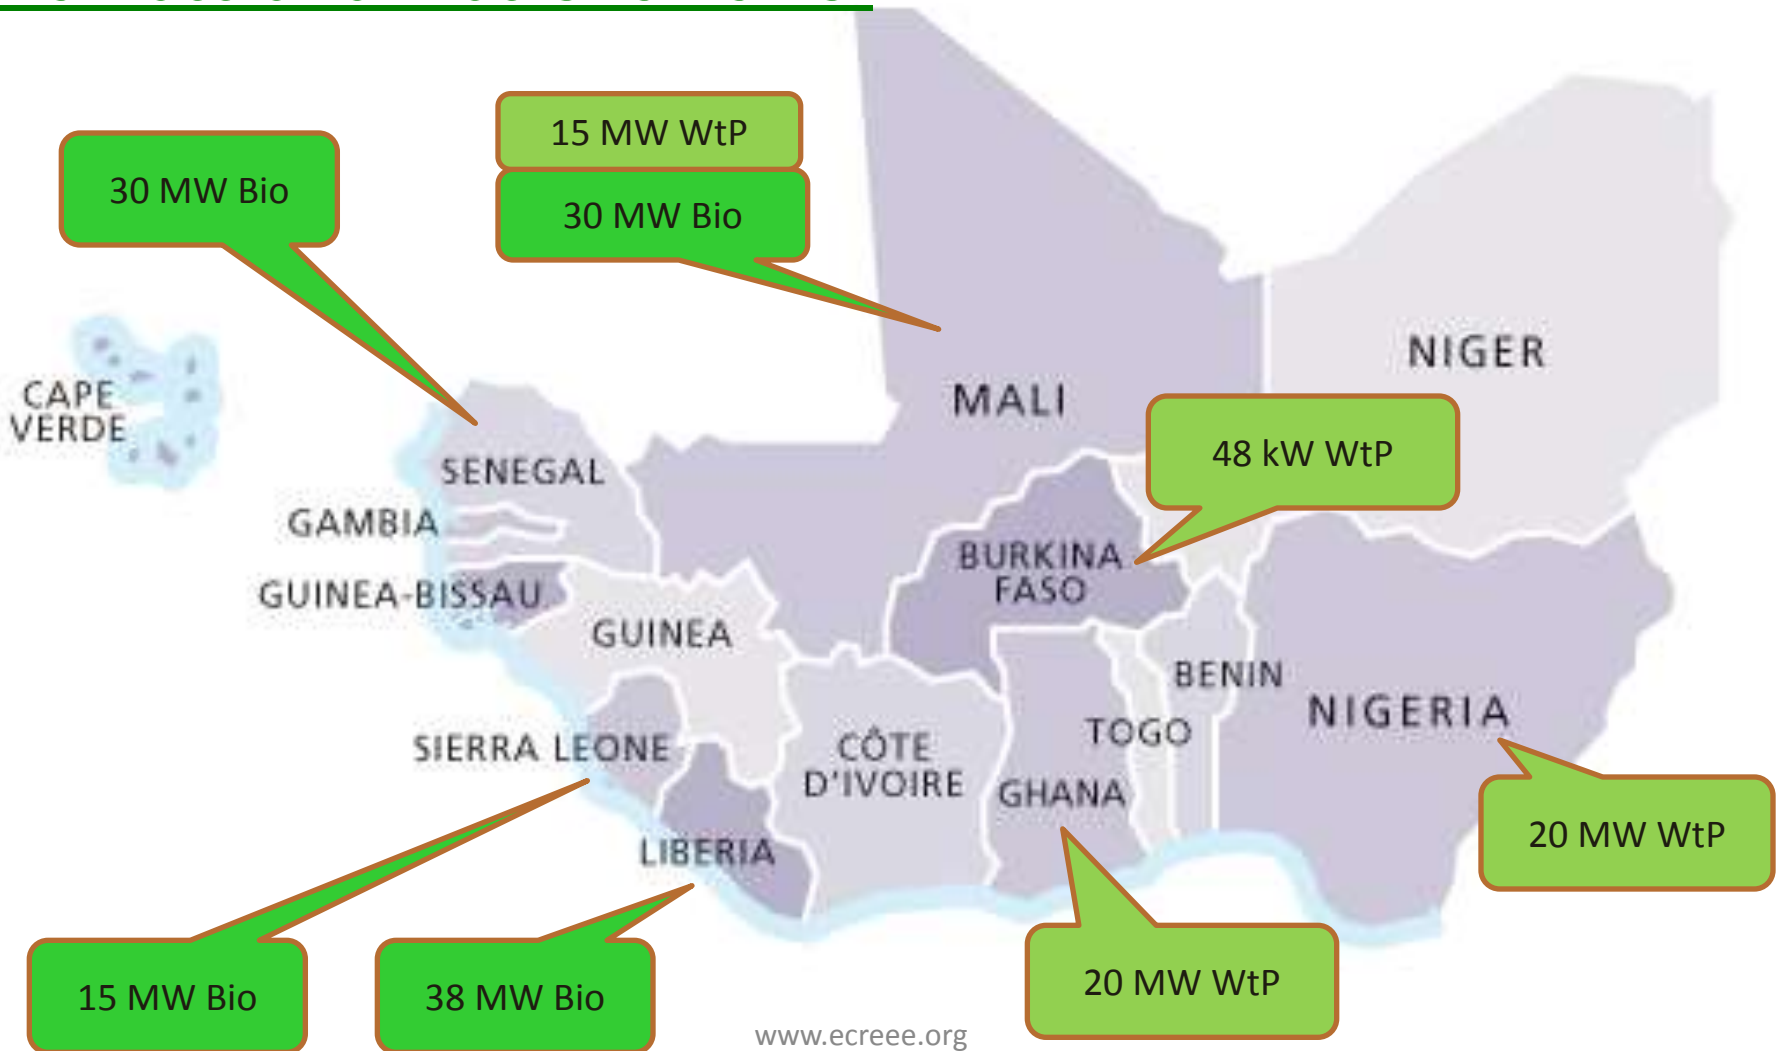 15 MW WtP
30 MW Bio
30 MW Bio
NIGER
CAPE
VERDE
MALI
48 kW WtP
SENEGAL
GAMBIA
BURKINA
FASO
GUINEA-BISSAU
GUINEA
BENIN
NIGERIA
TOGO
SIERRA LEONE
CÔTE
D'IVOIRE
GHANA
LIBERIA
20 MW WtP
15 MW Bio
38 MW Bio
20 MW WtP
www.ecreee.org